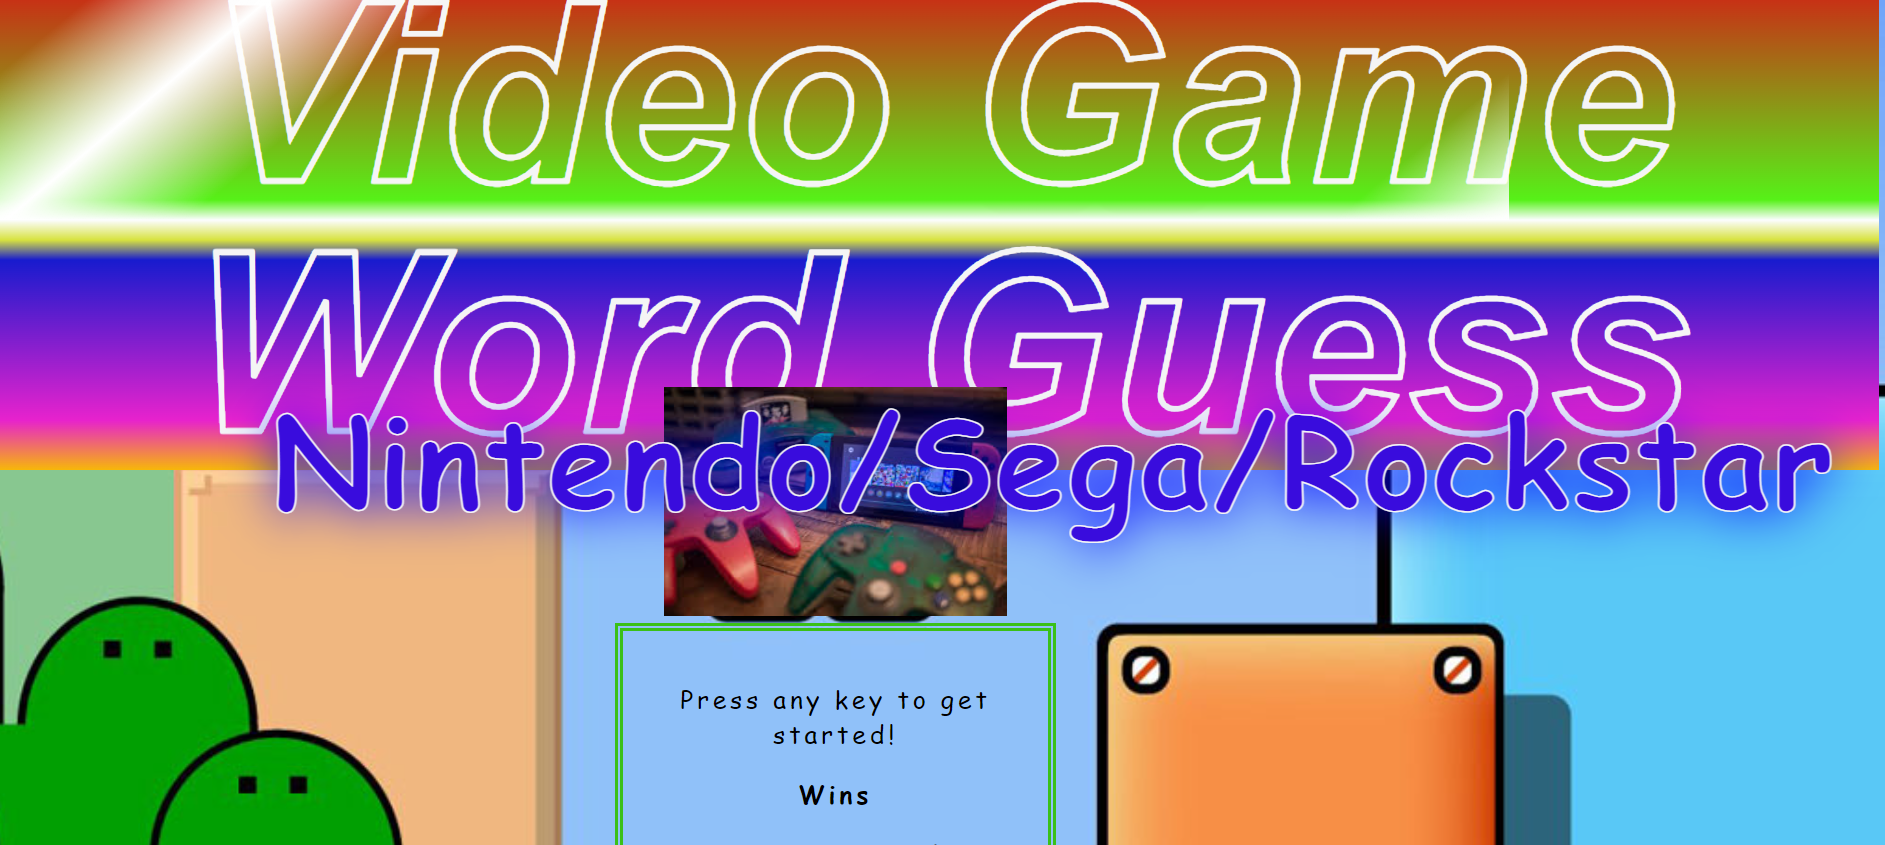 Video Game
Word Guess
Nintendo/Sega/Rockstar
Press any key to get
started!
Wins